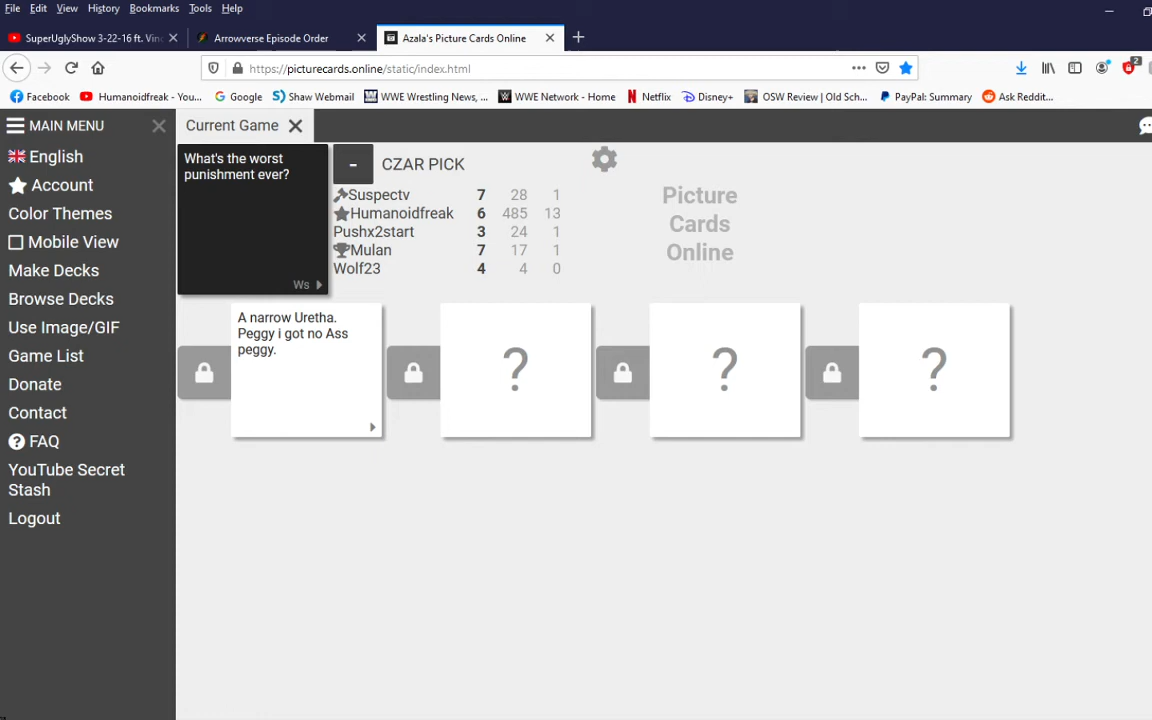 File Edit View History Bookmarks Tools Help
SuperUglyShow 3-22-16 ft. Vinc
Arrowverse Episode Order
Azala's Picture Cards Online
https://picturecards.online/static/index.html
2
Facebook
Humanoidfreak - You...
Google
Shaw Webmail
WWE Wrestling News, ...
WWE Network - Home
Netflix
Disney+
OSW Review | Old Sch...
PayPal: Summary
Ask Reddit...
MAIN MENU
English
Account
Color Themes
Mobile View
Make Decks
Browse Decks
Use Image/GIF
Game List
Donate
Contact
FAQ
YouTube Secret
Stash
Logout
Current Game
What's the worst
punishment ever?
Ws
- CZAR PICK
Suspectv 7 28 1
Humanoidfreak 6 485 13
Pushx2start 3 24 1
Mulan 7 17 1
Wolf23 4 4 0
Picture
Cards
Online
A narrow Uretha.
Peggy i got no Ass
peggy.
?
?
?